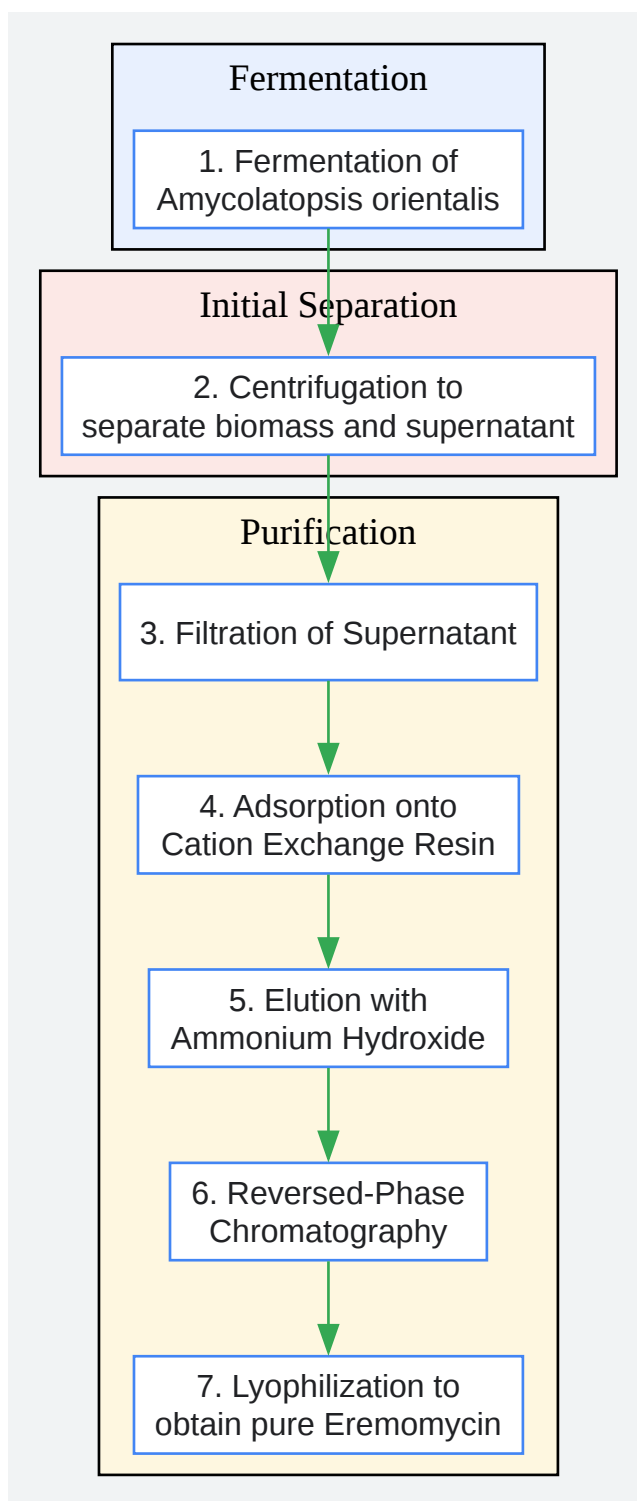 Fermentation
1. Fermentation of
Amycolatopsis orientalis
Initial Separation
2. Centrifugation to
separate biomass and supernatant
Purification
3. Filtration of Supernatant
4. Adsorption onto
Cation Exchange Resin
5. Elution with
Ammonium Hydroxide
6. Reversed-Phase
Chromatography
7. Lyophilization to
obtain pure Eremomycin